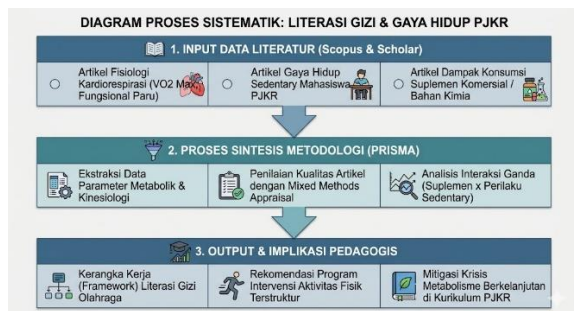 DIAGRAM PROSES SISTEMATIK: LITERASI GIZI & GAYA HIDUP PJKR
1. INPUT DATA LITERATUR (Scopus & Scholar)
Artikel Fisiologi
Kardiorespirasi (VO2 Max,
Fungsional Paru)
Artikel Gaya Hidup
Sedentary Mahasiswa
PJKR
Artikel Dampak Konsumsi
Suplemen Komersial /
Bahan Kimia
2. PROSES SINTESIS METODOLOGI (PRISMA)
Ekstraksi Data
Parameter Metabolik &
Kinesiologi
Penilaian Kualitas Artikel
dengan Mixed Methods
Appraisal
Analisis Interaksi Ganda
(Suplemen x Perilaku
Sedentary)
3. OUTPUT & IMPLIKASI PEDAGOGIS
Kerangka Kerja
(Framework) Literasi Gizi
Olahraga
Rekomendasi Program
Intervensi Aktivitas Fisik
Terstruktur
Mitigasi Krisis
Metabolisme Berkelanjutan
di Kurikulum PJKR